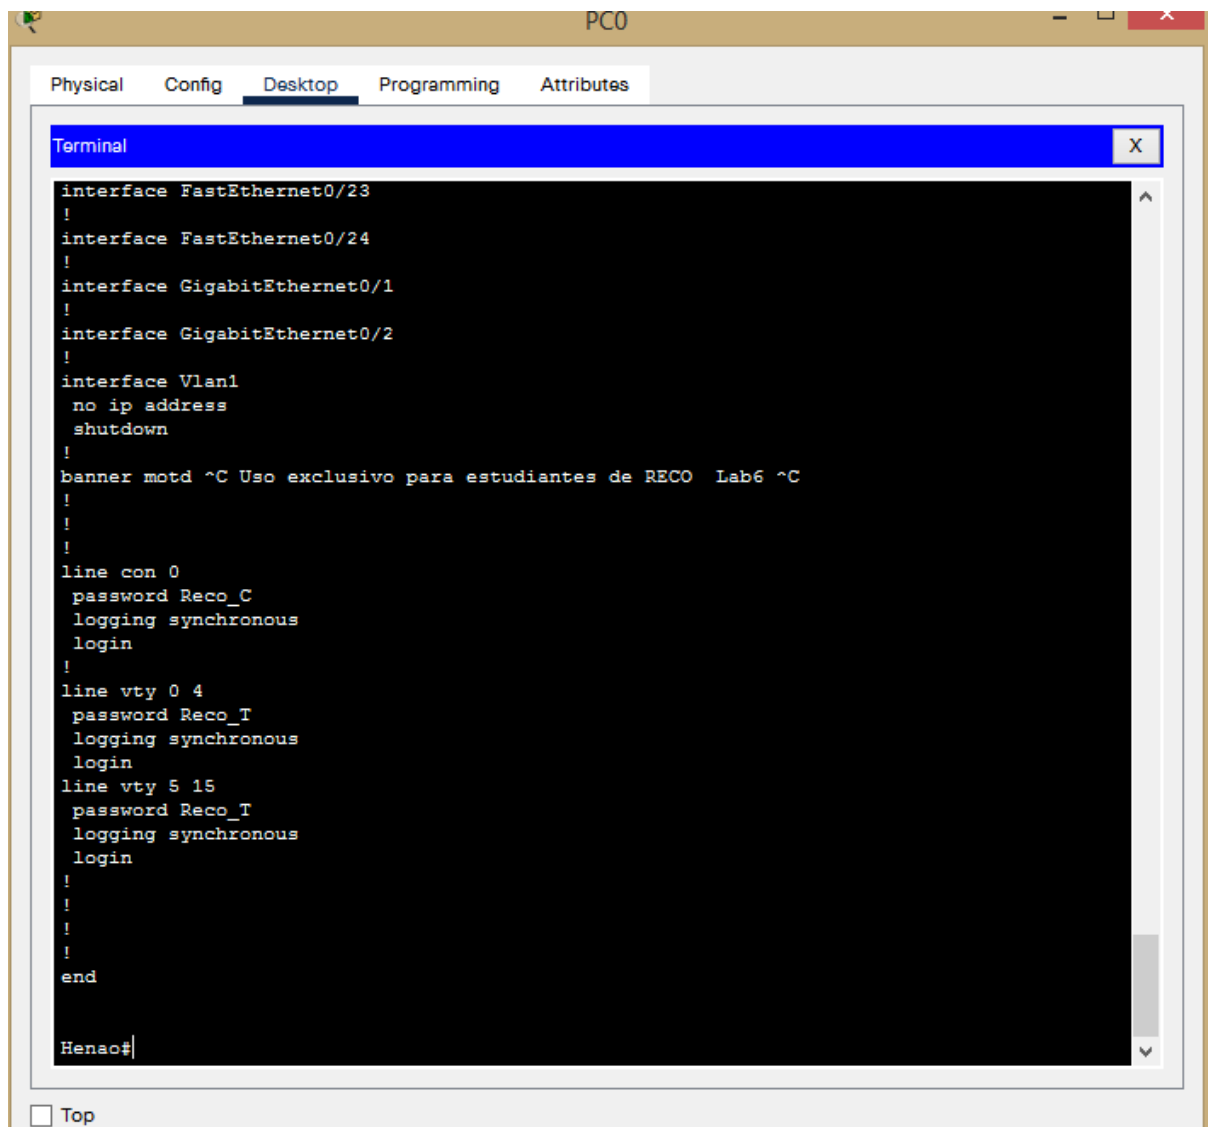 PC0
Physical Config Desktop Programming Attributes
Terminal X
interface FastEthernet0/23
!
interface FastEthernet0/24
!
interface GigabitEthernet0/1
!
interface GigabitEthernet0/2
!
interface Vlan1
 no ip address
 shutdown
!
banner motd ^C Uso exclusivo para estudiantes de RECO  Lab6 ^C
!
!
!
line con 0
 password Reco_C
 logging synchronous
 login
!
line vty 0 4
 password Reco_T
 logging synchronous
 login
line vty 5 15
 password Reco_T
 logging synchronous
 login
!
!
!
!
end
Henao#
Top